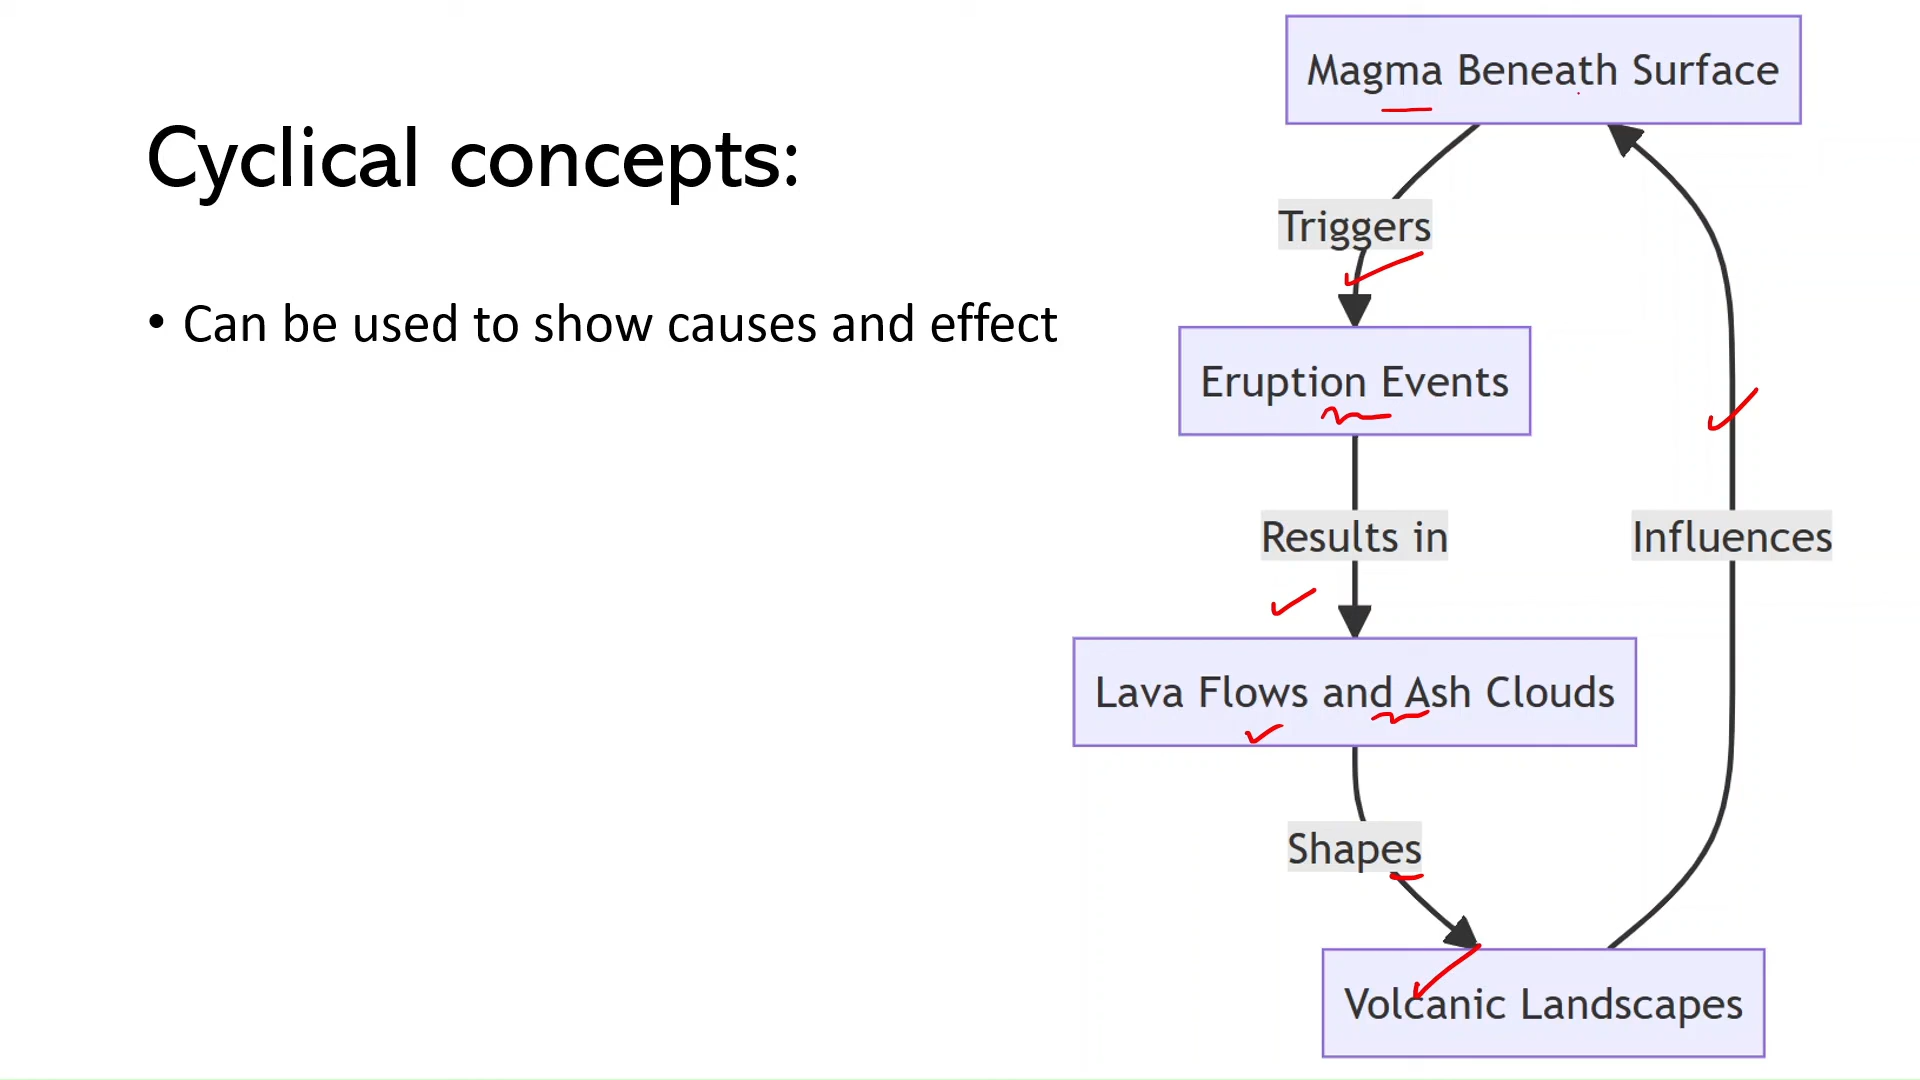 Cyclical concepts:
• Can be used to show causes and effect
Magma Beneath Surface
Triggers
Eruption Events
Results in
Influences
Lava Flows and Ash Clouds
Shapes
Volcanic Landscapes